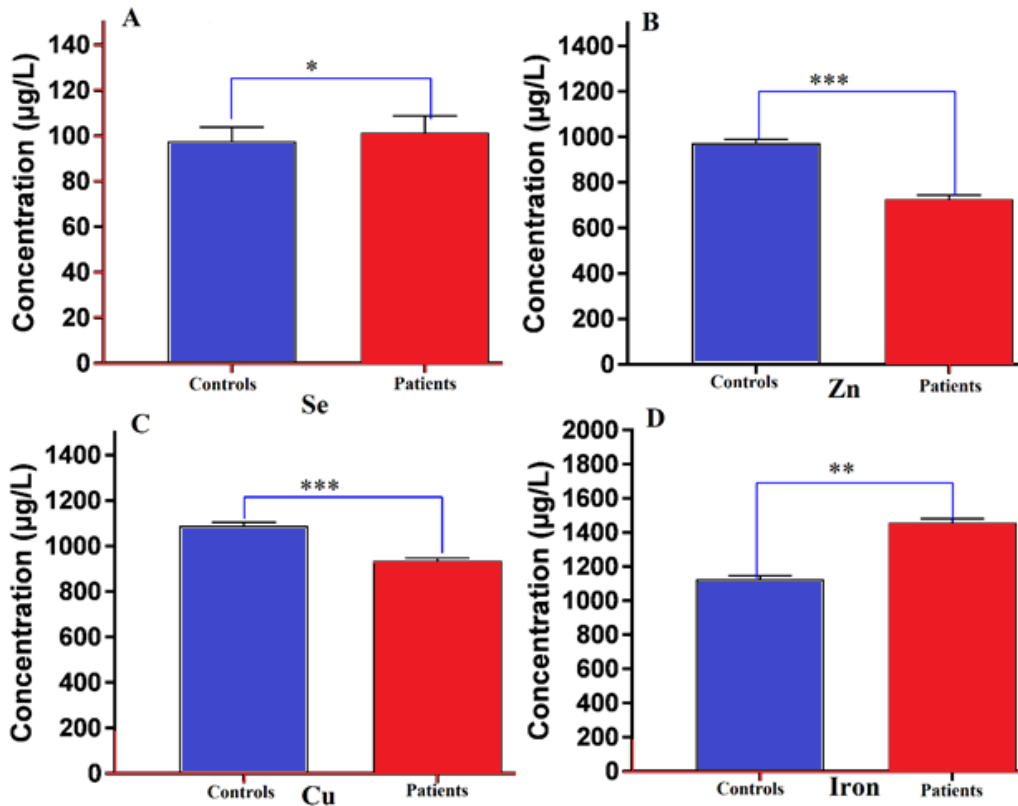 A
Concentration (µg/L)
140
120
100
80
60
40
20
0
*
Controls
Patients
Se
B
Concentration (µg/L)
1400
1200
1000
800
600
400
200
0
***
Controls
Patients
Zn
C
Concentration (µg/L)
1400
1200
1000
800
600
400
200
0
***
Controls
Patients
Cu
D
Concentration (µg/L)
2000
1800
1600
1400
1200
1000
800
600
400
200
0
**
Controls
Patients
Iron